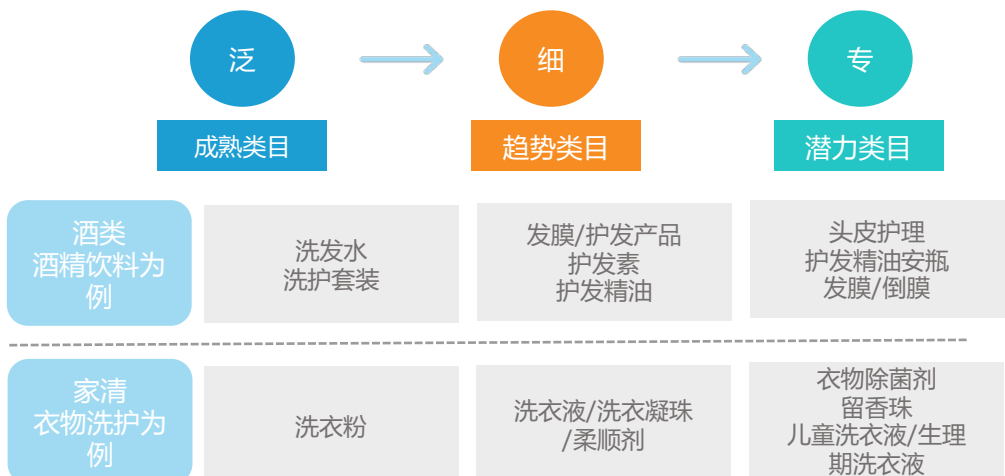 泛
细
专
成熟类目
趋势类目
潜力类目
酒类
酒精饮料为
例
洗发水
洗护套装
发膜/护发产品
护发素
护发精油
头皮护理
护发精油安瓶
发膜/倒膜
家清
衣物洗护为
例
洗衣粉
洗衣液/洗衣凝珠
/柔顺剂
衣物除菌剂
留香珠
儿童洗衣液/生理
期洗衣液